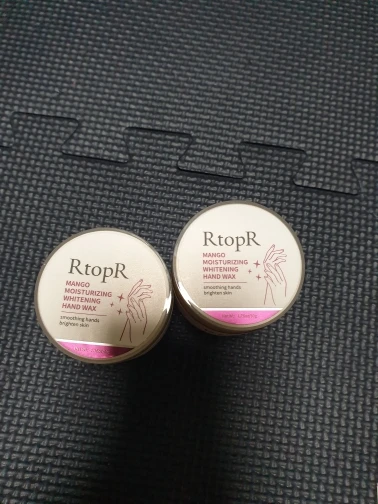 RtopR
MANGO
MOISTURIZING
WHITENING
HAND WAX
smoothing hands
brighten skin
RtopR
MANGO
MOISTURIZING
WHITENING
HAND WAX
smoothing hands
brighten skin